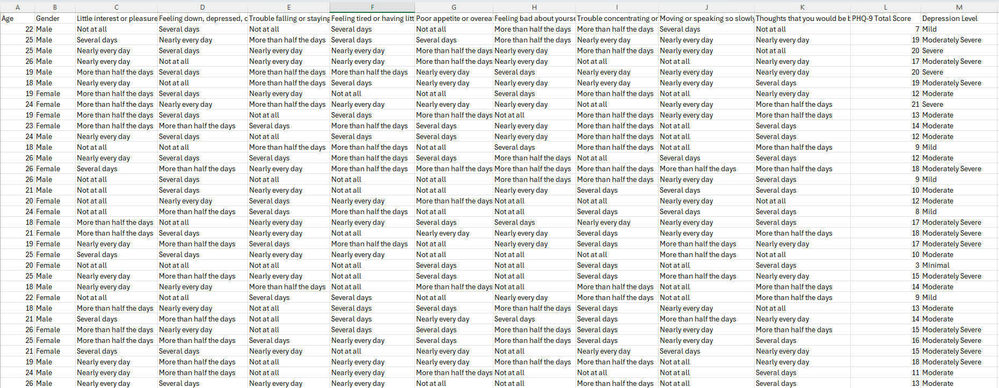 A B C D E F G H I J K L M
Age Gender Little interest or pleasure Feeling down, depressed, c Trouble falling or staying Feeling tired or having litt Poor appetite or overea Feeling bad about yourse Trouble concentrating or Moving or speaking so slowly Thoughts that you would be b PHQ-9 Total Score Depression Level
22 Male Not at all Several days Not at all Several days Not at all More than half the days More than half the days Several days Not at all 7 Mild
25 Male Several days Nearly every day More than half the days Several days Several days More than half the days Nearly every day Nearly every day Nearly every day 19 Moderately Severe
25 Male Nearly every day Several days Nearly every day Nearly every day More than half the days Nearly every day More than half the days Nearly every day Not at all 20 Severe
26 Male Nearly every day Not at all Nearly every day Nearly every day More than half the days Nearly every day Not at all Not at all Nearly every day 17 Moderately Severe
19 Male More than half the days Several days More than half the days More than half the days Nearly every day Several days Nearly every day Nearly every day Nearly every day 20 Severe
18 Male Nearly every day Not at all More than half the days Several days Nearly every day Nearly every day Nearly every day Nearly every day Several days 19 Moderately Severe
19 Female More than half the days Several days Nearly every day Not at all Not at all Several days More than half the days Not at all Nearly every day 12 Moderate
24 Female More than half the days Nearly every day More than half the days Nearly every day Nearly every day Nearly every day Not at all Nearly every day More than half the days 21 Severe
19 Female More than half the days Several days Not at all Several days More than half the days Not at all More than half the days Nearly every day More than half the days 13 Moderate
23 Female More than half the days More than half the days Several days More than half the days Several days Nearly every day More than half the days Not at all Several days 14 Moderate
24 Male Nearly every day Several days Not at all Several days Several days Nearly every day More than half the days Not at all Several days 12 Moderate
18 Male Not at all Not at all More than half the days More than half the days Not at all Several days More than half the days Not at all More than half the days 9 Mild
26 Male Nearly every day Several days Several days More than half the days Several days More than half the days Not at all Several days Several days 12 Moderate
26 Female Several days More than half the days Nearly every day More than half the days More than half the days More than half the days More than half the days More than half the days More than half the days 18 Moderately Severe
26 Male Not at all Several days Not at all Not at all Not at all More than half the days More than half the days Nearly every day Several days 9 Mild
21 Male Not at all Several days Nearly every day Not at all Not at all Nearly every day Several days Several days Several days 10 Moderate
20 Female Not at all Nearly every day Several days Nearly every day More than half the days Not at all Not at all Nearly every day Not at all 12 Moderate
24 Female Not at all More than half the days Several days More than half the days Not at all Not at all Several days Several days Several days 8 Mild
18 Female More than half the days Not at all Nearly every day Nearly every day Several days Several days Nearly every day Nearly every day Several days 17 Moderately Severe
21 Female More than half the days Several days Nearly every day Not at all Nearly every day Nearly every day Several days Nearly every day More than half the days 18 Moderately Severe
19 Female Nearly every day More than half the days Several days More than half the days Not at all Nearly every day Several days More than half the days Nearly every day 17 Moderately Severe
25 Female Several days Several days Nearly every day Nearly every day Not at all Not at all Not at all More than half the days Not at all 10 Moderate
20 Female Not at all Not at all Not at all Not at all Several days Not at all Several days Not at all Several days 3 Minimal
25 Male Nearly every day More than half the days Nearly every day Not at all Several days Not at all Several days More than half the days Nearly every day 15 Moderately Severe
18 Male Nearly every day Nearly every day More than half the days Not at all More than half the days Not at all More than half the days Not at all More than half the days 14 Moderate
22 Female Not at all Not at all Several days Several days Not at all Nearly every day More than half the days Not at all More than half the days 9 Mild
18 Male More than half the days Nearly every day Not at all Several days Several days More than half the days Several days Nearly every day Not at all 13 Moderate
21 Male Several days More than half the days Not at all Several days Nearly every day Several days Several days More than half the days Nearly every day 14 Moderate
26 Female More than half the days Nearly every day Not at all Several days Several days More than half the days Several days Nearly every day More than half the days 15 Moderately Severe
25 Female More than half the days More than half the days Several days Nearly every day Several days More than half the days Several days Nearly every day Several days 16 Moderately Severe
21 Female Several days Several days Nearly every day Not at all Nearly every day Not at all Nearly every day Several days Nearly every day 15 Moderately Severe
19 Male Nearly every day More than half the days Not at all Nearly every day Nearly every day More than half the days More than half the days Not at all Nearly every day 18 Moderately Severe
24 Male Nearly every day More than half the days Not at all Nearly every day More than half the days Not at all Not at all Not at all Several days 11 Moderate
26 Male Nearly every day Several days Nearly every day Nearly every day Not at all Not at all More than half the days Not at all Several days 13 Moderate